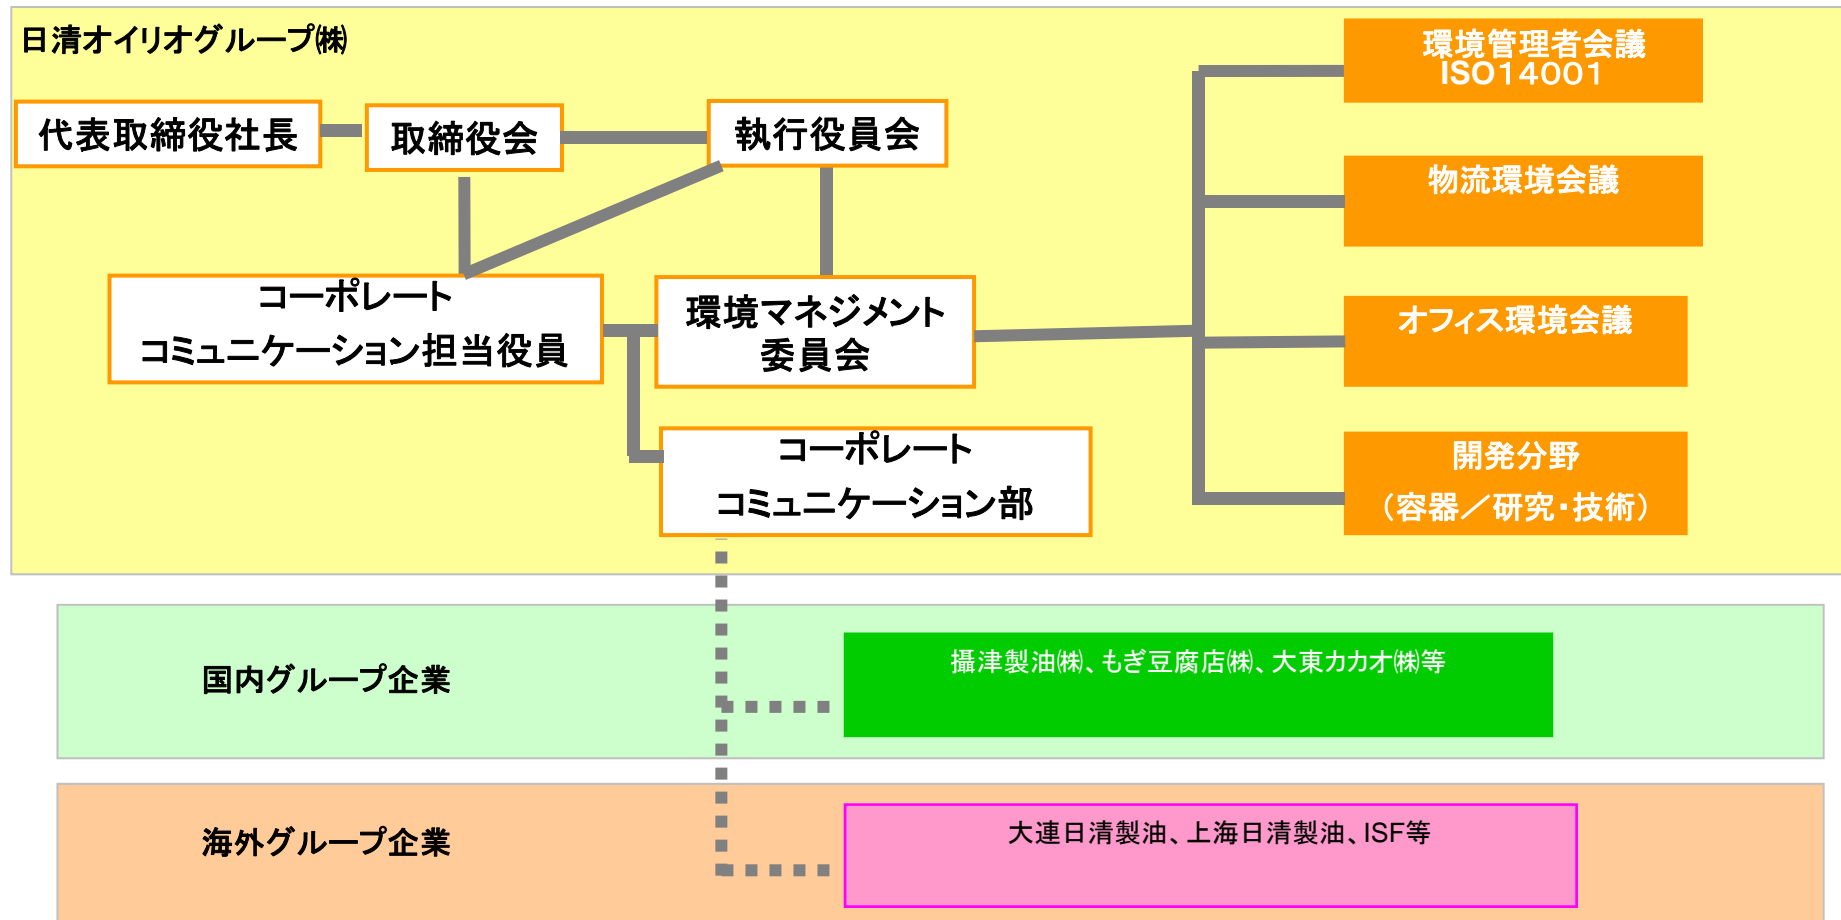 日清オイリオグループ㈱
環境管理者会議
ISO14001
代表取締役社長
取締役会
執行役員会
物流環境会議
コーポレート
コミュニケーション担当役員
環境マネジメント
委員会
オフィス環境会議
コーポレート
コミュニケーション部
開発分野
（容器／研究・技術）
国内グループ企業
攝津製油㈱、もぎ豆腐店㈱、大東カカオ㈱等
海外グループ企業
大連日清製油、上海日清製油、ISF等